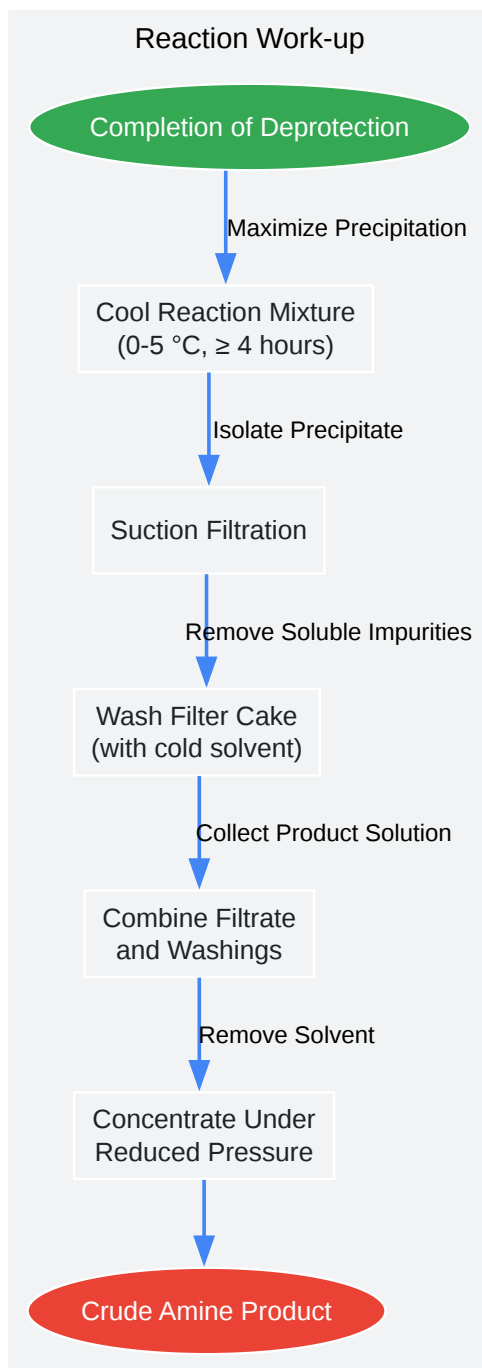 Reaction Work-up
Completion of Deprotection
Maximize Precipitation
Cool Reaction Mixture
(0-5 °C, ≥ 4 hours)
Isolate Precipitate
Suction Filtration
Remove Soluble Impurities
Wash Filter Cake
(with cold solvent)
Collect Product Solution
Combine Filtrate
and Washings
Remove Solvent
Concentrate Under
Reduced Pressure
Crude Amine Product